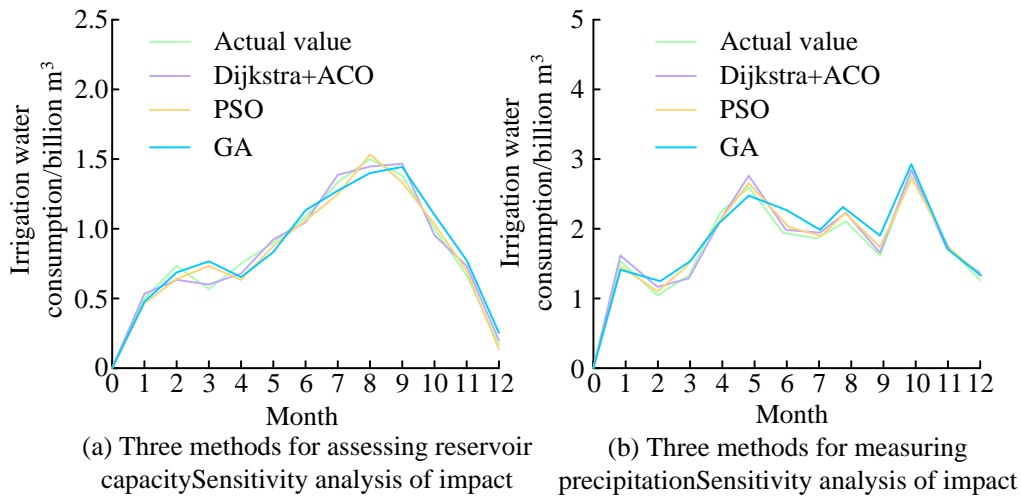 Irrigation water
consumption/billion m³
2.5
2.0
1.5
1.0
0.5
0
Actual value
Dijkstra+ACO
PSO
GA
0 1 2 3 4 5 6 7 8 9 10 11 12
Month
(a) Three methods for assessing reservoir
capacitySensitivity analysis of impact
Irrigation water
consumption/billion m³
5
4
3
2
1
0
Actual value
Dijkstra+ACO
PSO
GA
0 1 2 3 4 5 6 7 8 9 10 11 12
Month
(b) Three methods for measuring
precipitationSensitivity analysis of impact